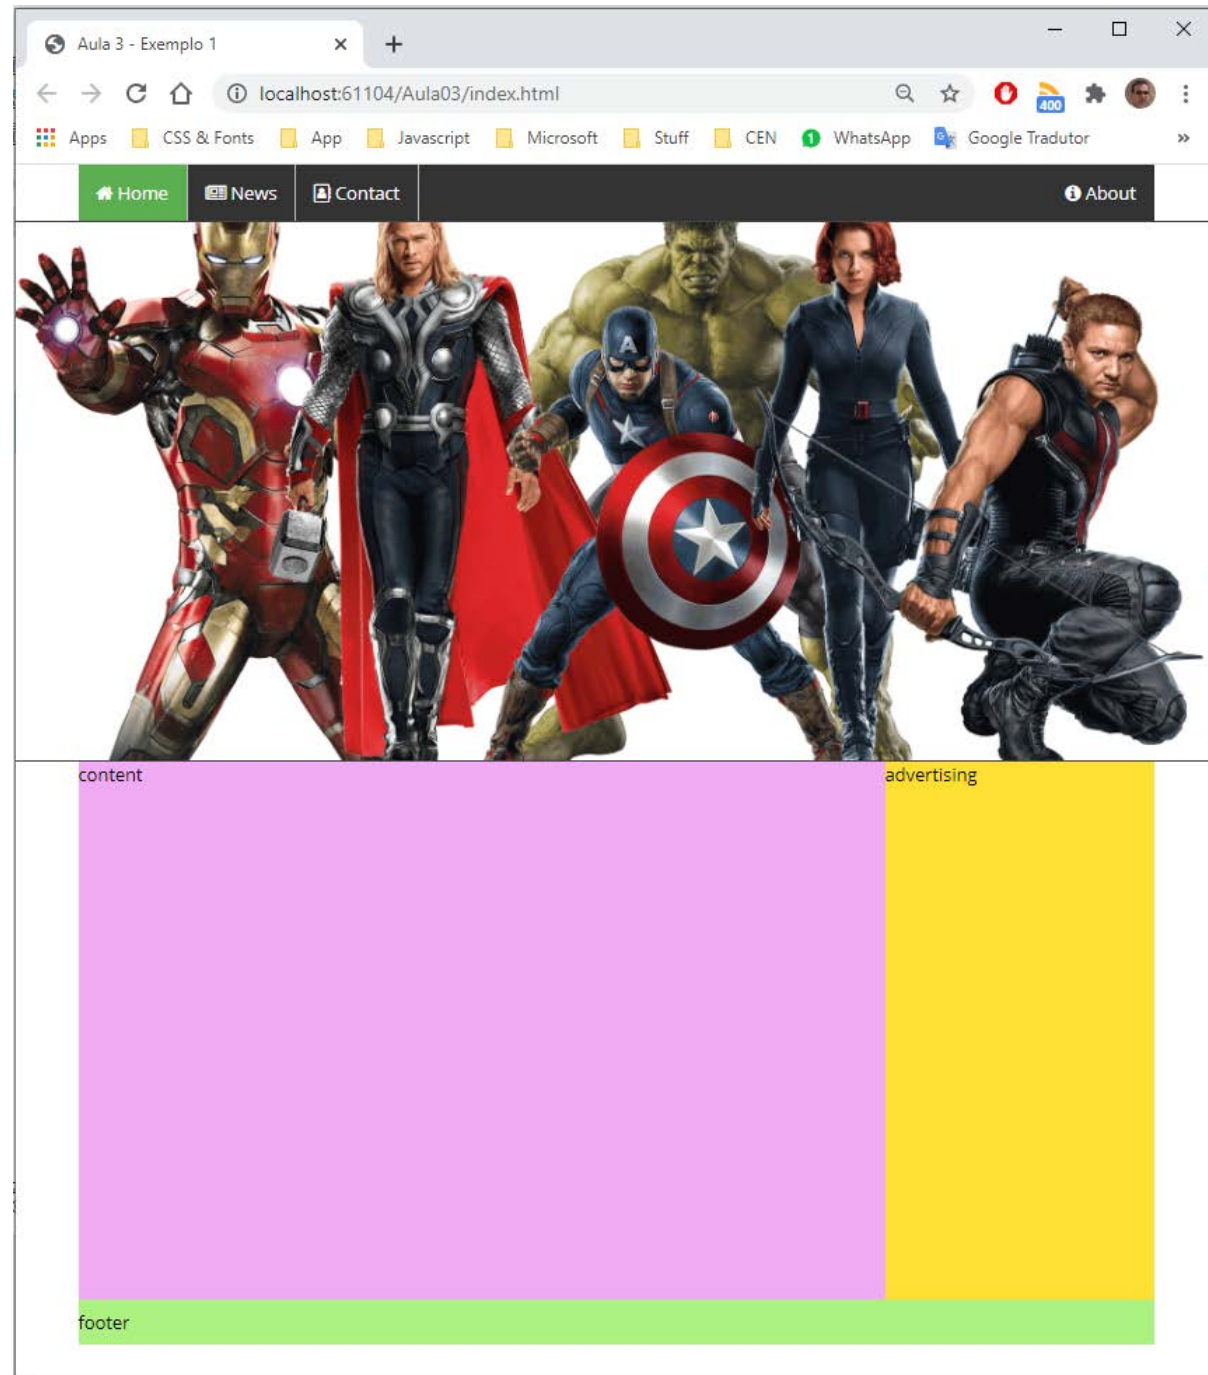 Aula 3 - Exemplo 1
localhost:61104/Aula03/index.html
400
Apps CSS & Fonts App Javascript Microsoft Stuff CEN 1 WhatsApp G Google Tradutor »
Home News Contact About
A
content advertising
footer